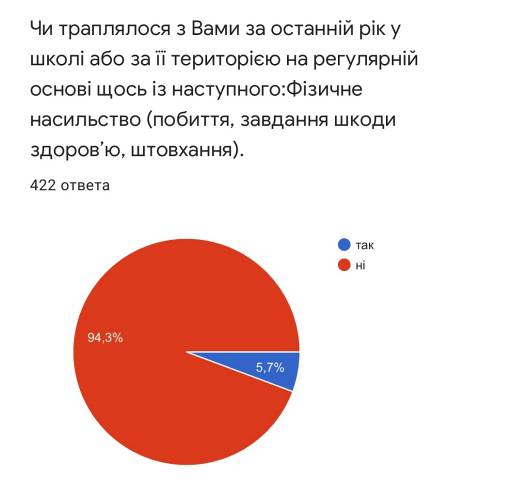 Чи траплялося з Вами за останній рік у
школі або за її територією на регулярній
основі щось із наступного:Фізичне
насильство (побиття, завдання шкоди
здоров’ю, штовхання).
422 ответа
так
ні
94,3%
5,7%